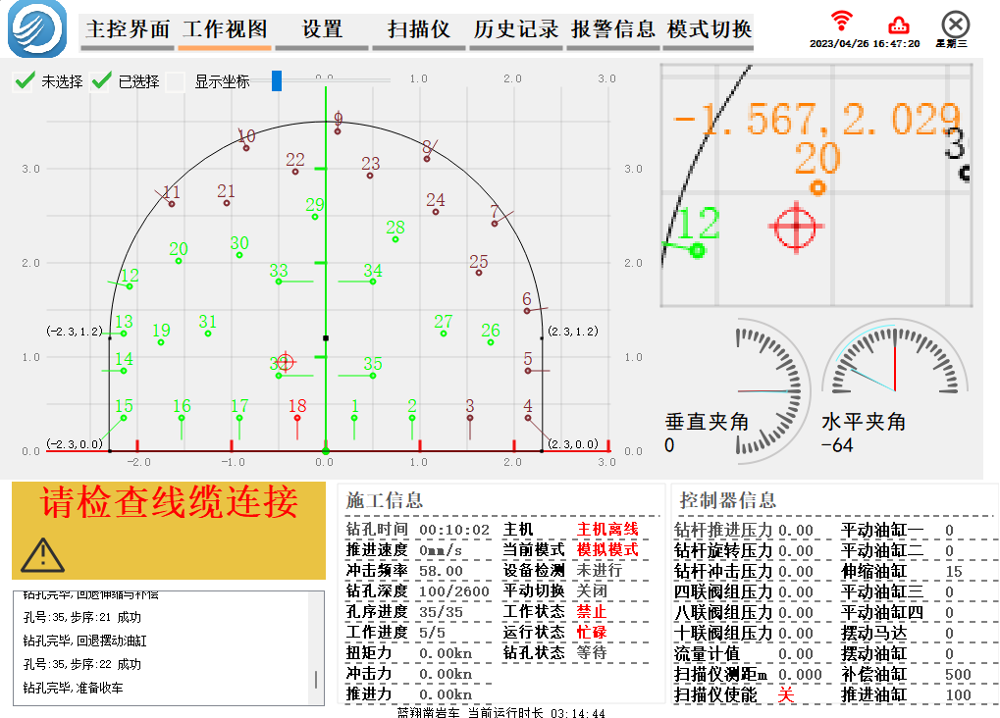 主控界面 工作视图 设置 扫描仪 历史记录 报警信息 模式切换
2023/04/26 16:47:20 星期三
未选择 已选择 显示坐标
0.0 1.0 2.0 3.0
-1.567,2.029
20
3
12
10 9 8
22 23
3.0 3.0
11 21 29 24 7
28
20 30
25
2.0 2.0
12 33 34
6
13 19 31 27 26
(-2.3,1.2) (2.3,1.2)
14 35 5
1.0 1.0
15 16 17 18 1 2 3 4
(-2.3,0.0) (2.3,0.0)
0.0 0.0
-2.0 -1.0 0.0 1.0 2.0 3.0
垂直夹角 水平夹角
0 -64
请检查线缆连接
钻孔完毕,回退伸缩与补偿
孔号:35,步序:21 成功
钻孔完毕,回退摆动油缸
孔号:35,步序:22 成功
钻孔完毕,准备收车
施工信息
钻孔时间 00:10:02 主机 主机离线
推进速度 0mm/s 当前模式 模拟模式
冲击频率 58.00 设备检测 未进行
钻孔深度 100/2600 平动切换 关闭
孔序进度 35/35 工作状态 禁止
工作进度 5/5 运行状态 忙碌
扭矩力 0.00kn 钻孔状态 等待
冲击力 0.00kn
推进力 0.00kn
控制器信息
钻杆推进压力 0.00 平动油缸一 0
钻杆旋转压力 0.00 平动油缸二 0
钻杆冲击压力 0.00 伸缩油缸 15
四联阀组压力 0.00 平动油缸三 0
八联阀组压力 0.00 平动油缸四 0
十联阀组压力 0.00 摆动马达 0
流量计值 0.00 摆动油缸 0
扫描仪测距m 0.000 补偿油缸 500
扫描仪使能 关 推进油缸 100
蓝翔凿岩车 当前运行时长 03:14:44